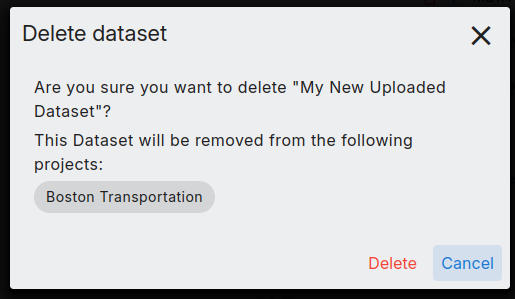 Delete dataset
Are you sure you want to delete "My New Uploaded
Dataset"?
This Dataset will be removed from the following
projects:
Boston Transportation
Delete
Cancel